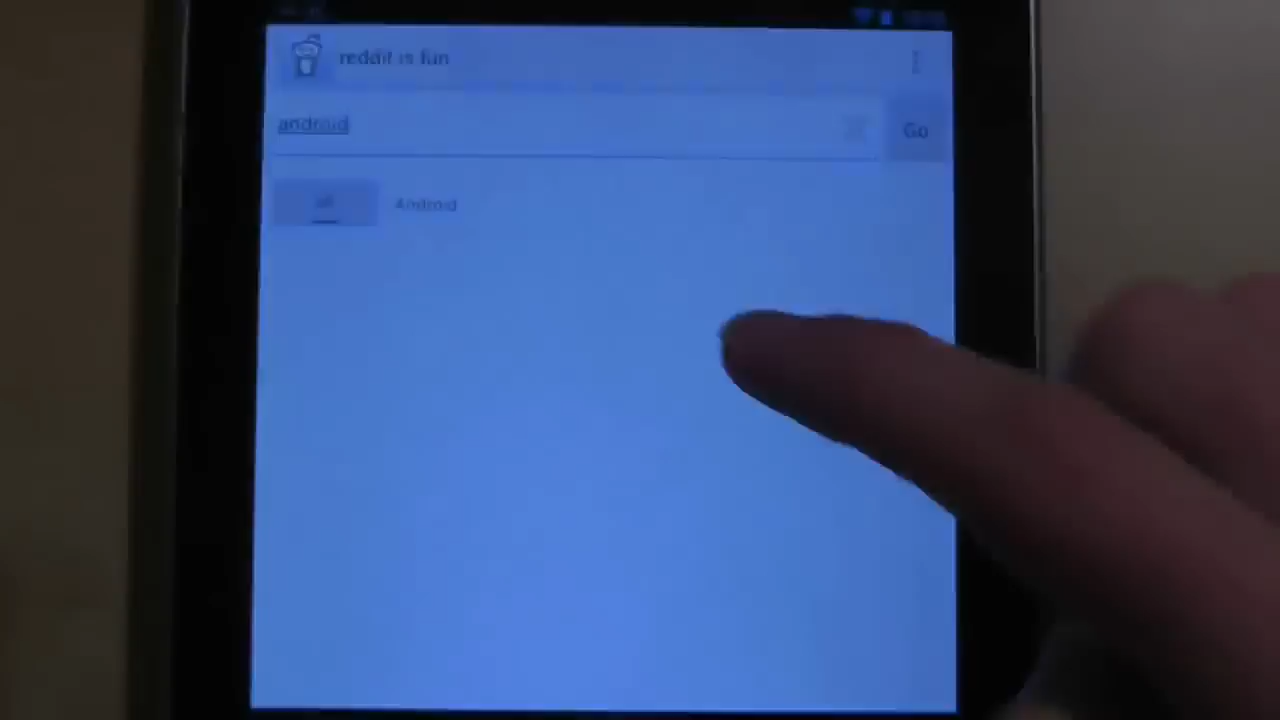 reddit is fun
android
Go
Android